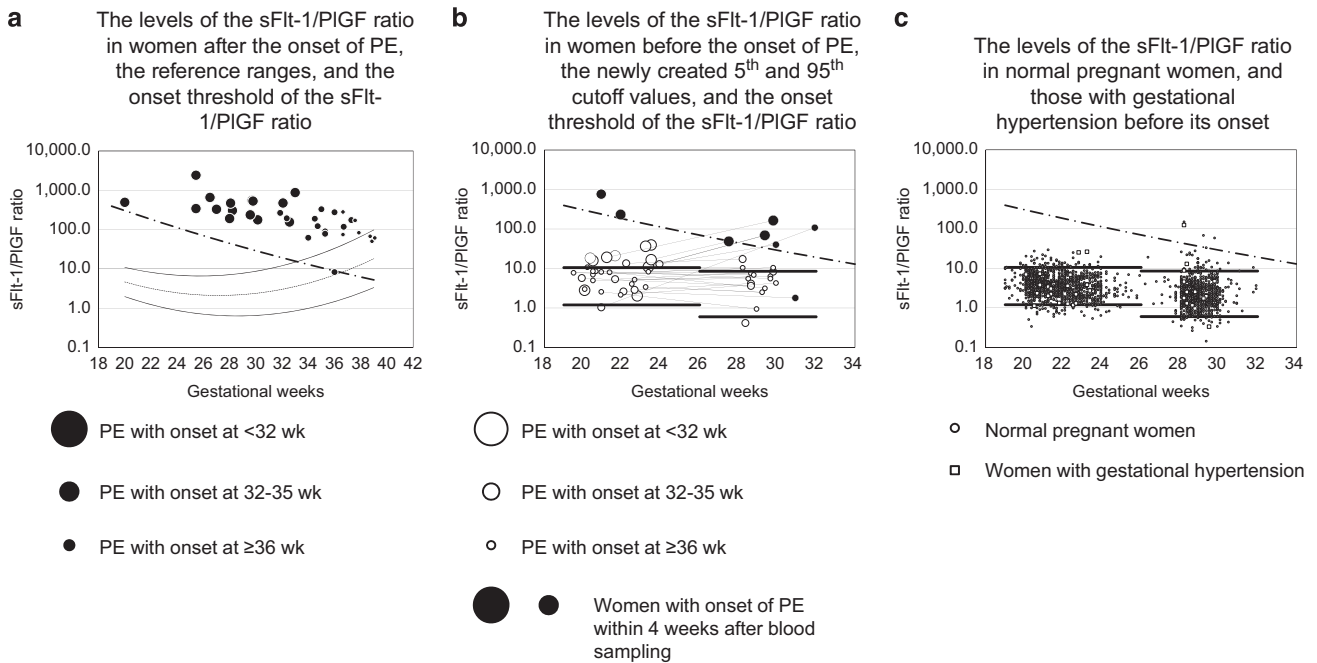 a
The levels of the sFlt-1/PlGF ratio
in women after the onset of PE,
the reference ranges, and the
onset threshold of the sFlt-
1/PlGF ratio
10,000.0
1,000.0
100.0
10.0
1.0
0.1
sFlt-1/PlGF ratio
18 20 22 24 26 28 30 32 34 36 38 40 42
Gestational weeks
PE with onset at <32 wk
PE with onset at 32-35 wk
PE with onset at ≥36 wk
b
The levels of the sFlt-1/PlGF ratio
in women before the onset of PE,
the newly created 5th and 95th
cutoff values, and the onset
threshold of the sFlt-1/PlGF ratio
10,000.0
1,000.0
100.0
10.0
1.0
0.1
sFlt-1/PlGF ratio
18 20 22 24 26 28 30 32 34
Gestational weeks
PE with onset at <32 wk
PE with onset at 32-35 wk
PE with onset at ≥36 wk
Women with onset of PE
within 4 weeks after blood
sampling
c
The levels of the sFlt-1/PlGF ratio
in normal pregnant women, and
those with gestational
hypertension before its onset
10,000.0
1,000.0
100.0
10.0
1.0
0.1
sFlt-1/PlGF ratio
18 20 22 24 26 28 30 32 34
Gestational weeks
Normal pregnant women
Women with gestational hypertension